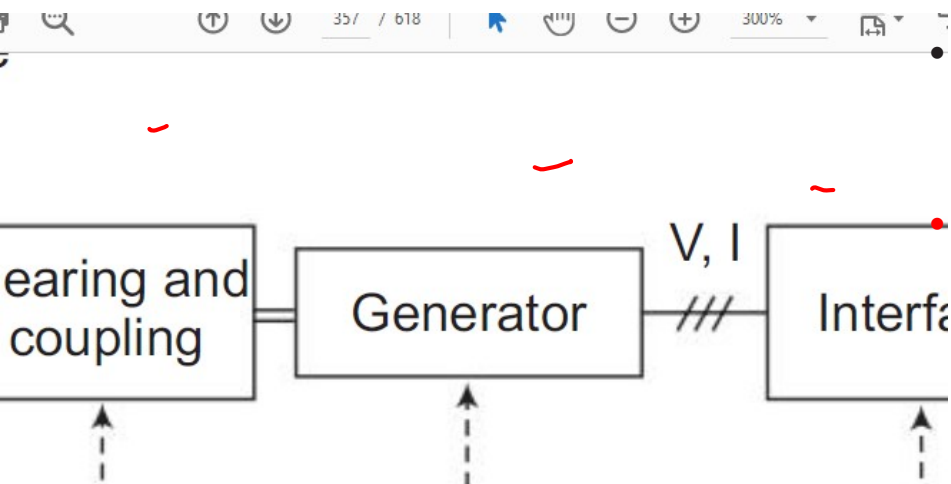 357 / 618
300%
V, I
earing and
coupling
Generator
Interfa